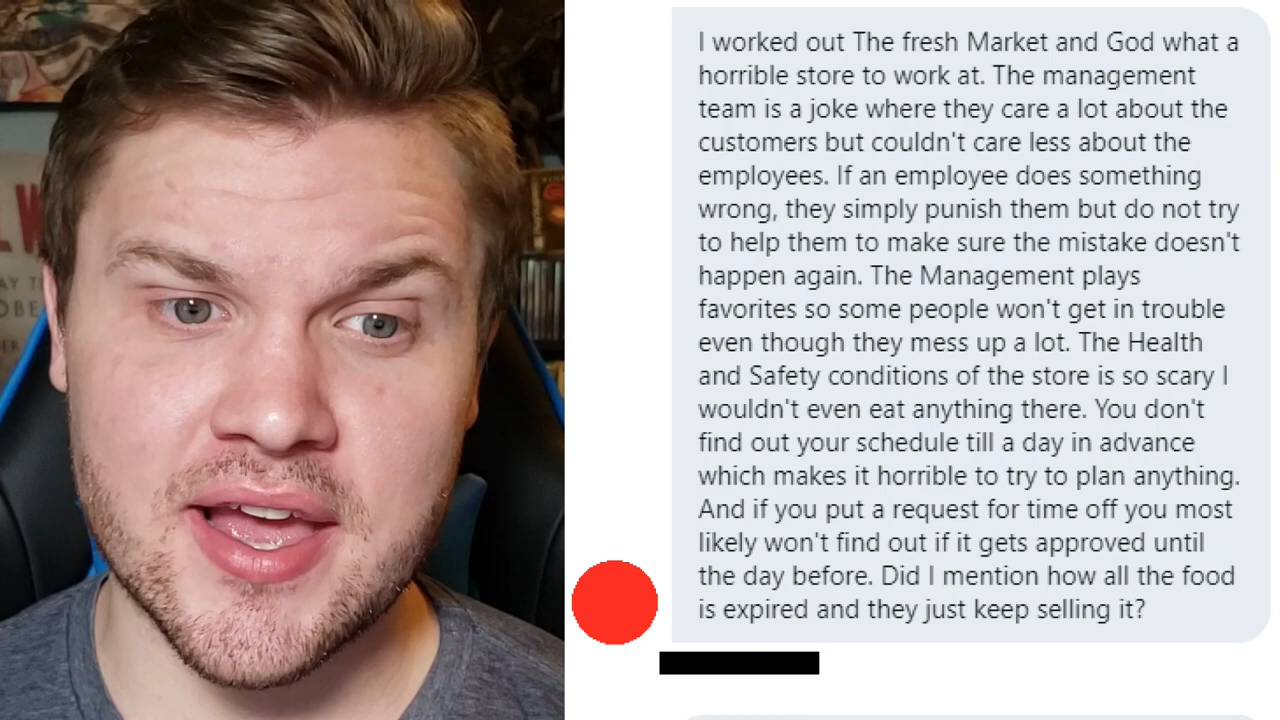 I worked out The fresh Market and God what a
horrible store to work at. The management
team is a joke where they care a lot about the
customers but couldn't care less about the
employees. If an employee does something
wrong, they simply punish them but do not try
to help them to make sure the mistake doesn't
happen again. The Management plays
favorites so some people won't get in trouble
even though they mess up a lot. The Health
and Safety conditions of the store is so scary I
wouldn't even eat anything there. You don't
find out your schedule till a day in advance
which makes it horrible to try to plan anything.
And if you put a request for time off you most
likely won't find out if it gets approved until
the day before. Did I mention how all the food
is expired and they just keep selling it?